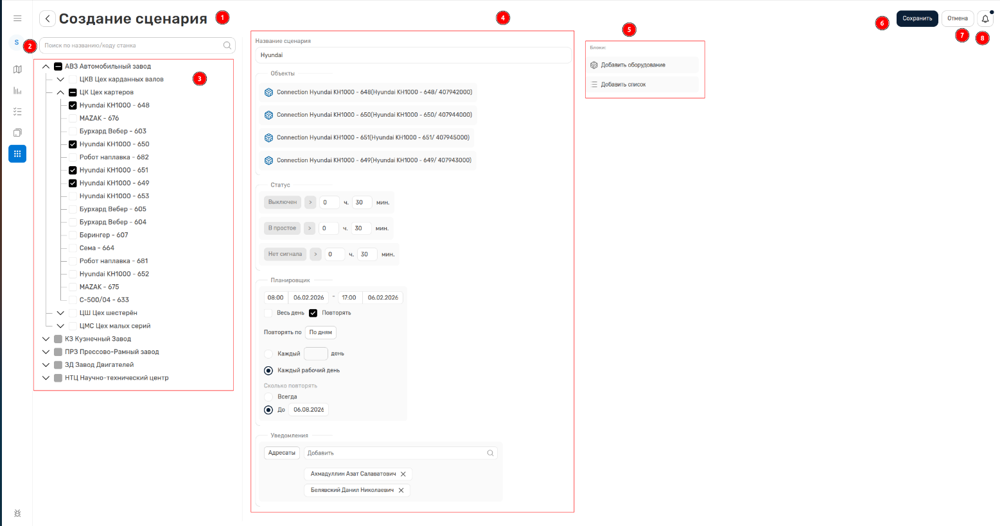 Создание сценария
1
4
5
6
Сохранить
Отмена
7
8
S
2
Поиск по названию/коду станка
3
АВЗ Автомобильный завод
ЦКВ Цех карданных валов
ЦК Цех картеров
Hyundai KH1000 - 648
MAZAK - 676
Бурхард Вебер - 603
Hyundai KH1000 - 650
Робот наплавка - 682
Hyundai KH1000 - 651
Hyundai KH1000 - 649
Hyundai KH1000 - 653
Бурхард Вебер - 605
Бурхард Вебер - 604
Берингер - 607
Сема - 664
Робот наплавка - 681
Hyundai KH1000 - 652
MAZAK - 675
С-500/04 - 633
ЦШ Цех шестерён
ЦМС Цех малых серий
КЗ Кузнечный Завод
ПРЗ Прессово-Рамный завод
ЗД Завод Двигателей
НТЦ Научно-технический центр
Название сценария
Hyundai
Объекты
Connection Hyundai KH1000 - 648(Hyundai KH1000 - 648/ 407942000)
Connection Hyundai KH1000 - 650(Hyundai KH1000 - 650/ 407944000)
Connection Hyundai KH1000 - 651(Hyundai KH1000 - 651/ 407945000)
Connection Hyundai KH1000 - 649(Hyundai KH1000 - 649/ 407943000)
Статус
Выключен > 0 ч. 30 мин.
В простое > 0 ч. 30 мин.
Нет сигнала > 0 ч. 30 мин.
Планировщик
08:00 06.02.2026 - 17:00 06.02.2026
Весь день Повторять
Повторять по По дням
Каждый день
Каждый рабочий день
Сколько повторять
Всегда
До 06.08.2026
Уведомления
Адресаты Добавить
Ахмадуллин Азат Салаватович
Белявский Данил Николаевич
Блоки:
Добавить оборудование
Добавить список